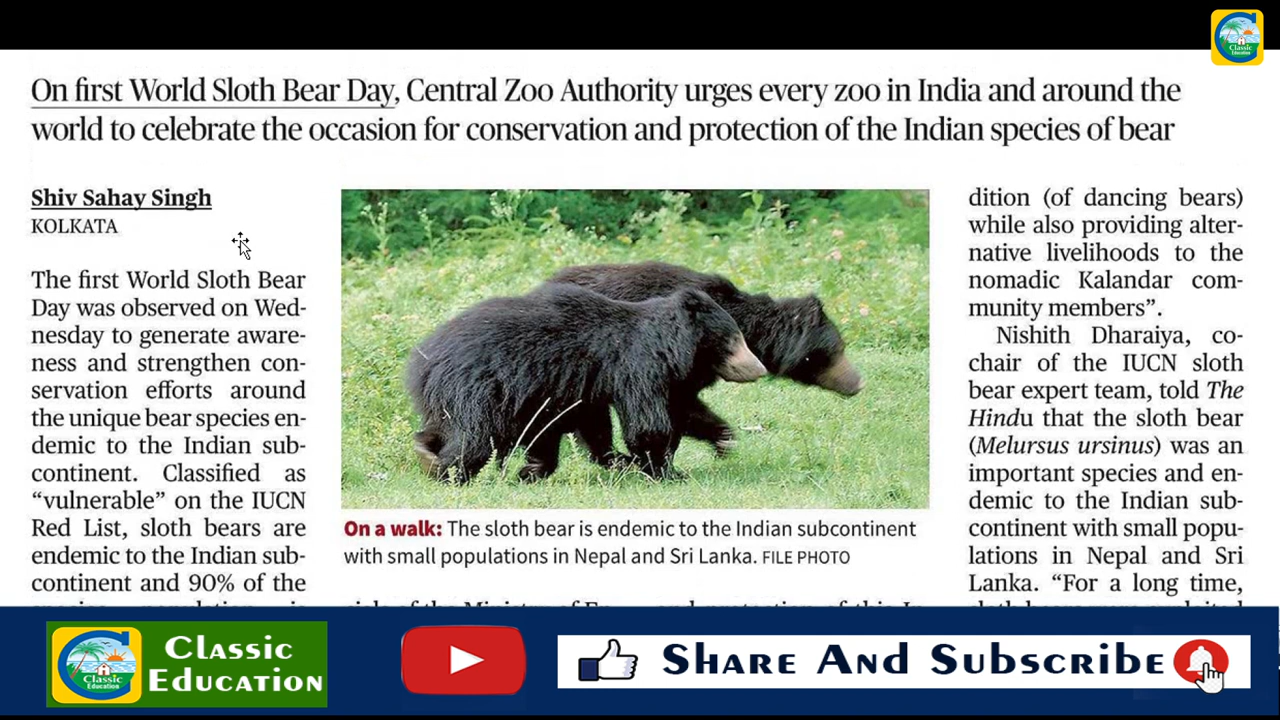 Classic
Education
On first World Sloth Bear Day, Central Zoo Authority urges every zoo in India and around the
world to celebrate the occasion for conservation and protection of the Indian species of bear
Shiv Sahay Singh
KOLKATA
The first World Sloth Bear
Day was observed on Wed-
nesday to generate aware-
ness and strengthen con-
servation efforts around
the unique bear species en-
demic to the Indian sub-
continent. Classified as
“vulnerable” on the IUCN
Red List, sloth bears are
endemic to the Indian sub-
continent and 90% of the
On a walk: The sloth bear is endemic to the Indian subcontinent
with small populations in Nepal and Sri Lanka. FILE PHOTO
dition (of dancing bears)
while also providing alter-
native livelihoods to the
nomadic Kalandar com-
munity members”.
Nishith Dharaiya, co-
chair of the IUCN sloth
bear expert team, told The
Hindu that the sloth bear
(Melursus ursinus) was an
important species and en-
demic to the Indian sub-
continent with small popu-
lations in Nepal and Sri
Lanka. “For a long time,
Classic
Education
Classic
Education
Share And Subscribe